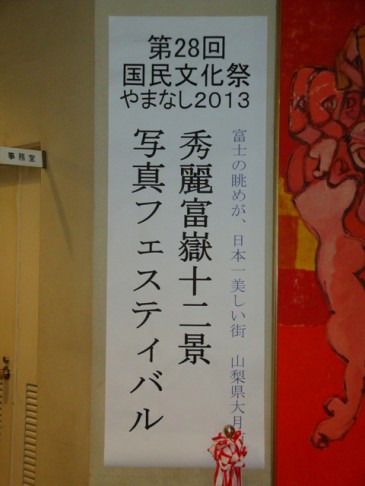 第28回
国民文化祭
やまなし2013
富士の眺めが、日本一美しい街　山梨県大月
秀麗富嶽十二景
写真フェスティバル
事務室